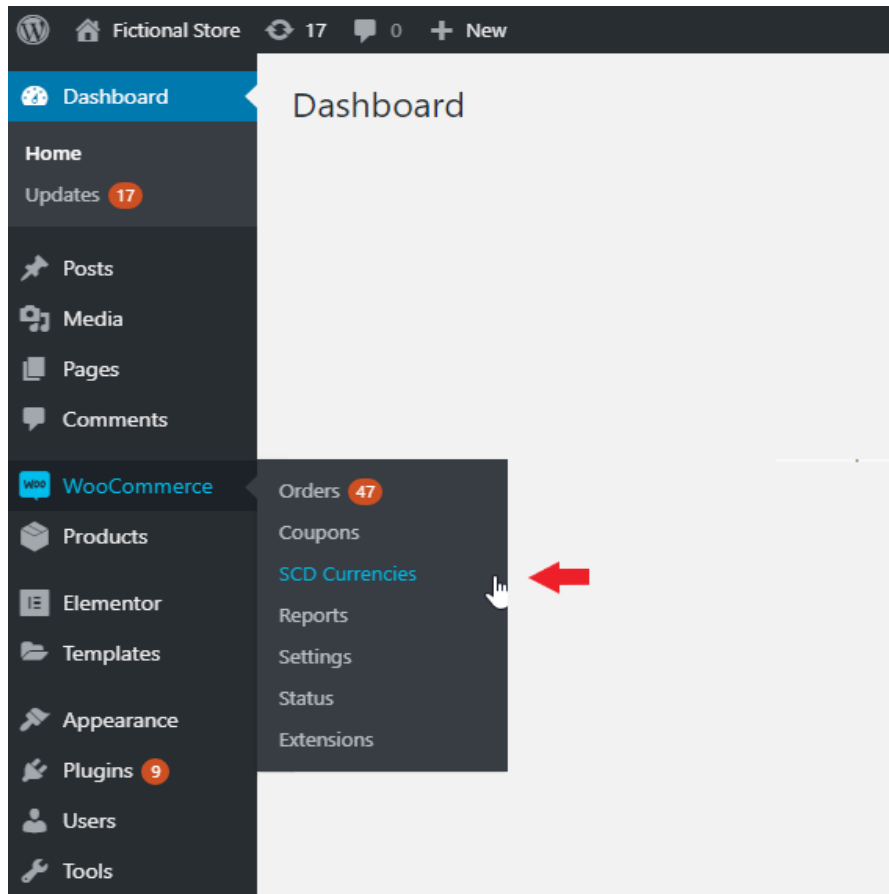 Fictional Store 17 0 New
Dashboard
Dashboard
Home
Updates 17
Posts
Media
Pages
Comments
WOO WooCommerce
Orders 47
Coupons
SCD Currencies
Reports
Settings
Status
Extensions
Products
Elementor
Templates
Appearance
Plugins 9
Users
Tools